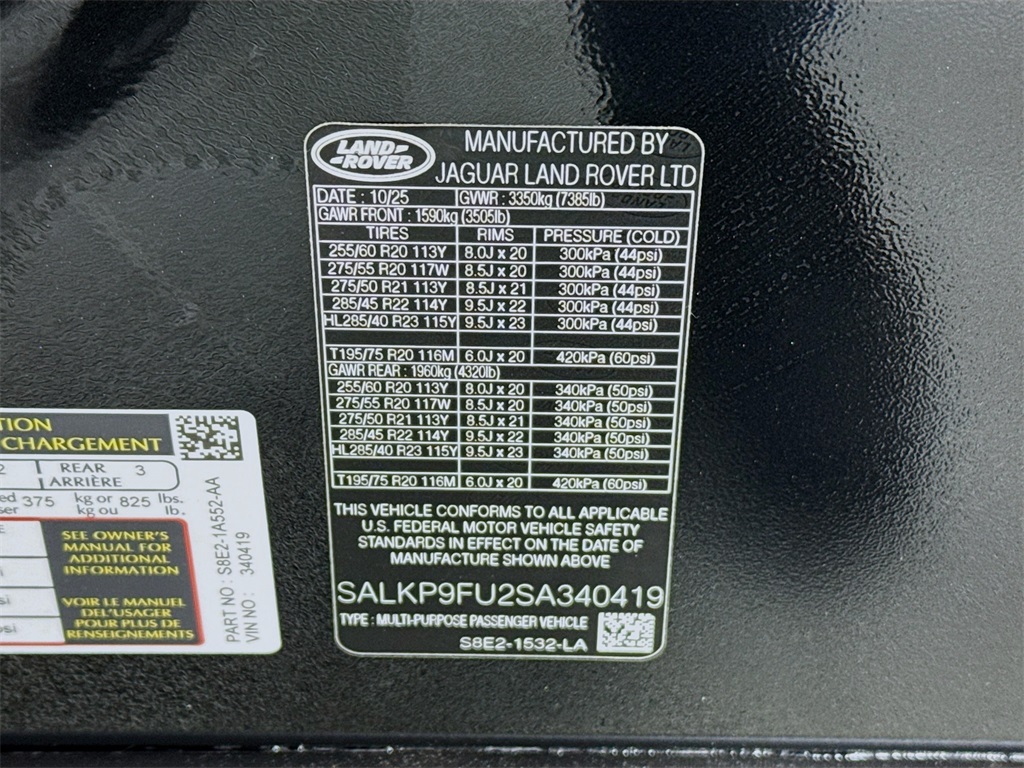 LAND-
-ROVER
MANUFACTURED BY
JAGUAR LAND ROVER LTD
DATE : 10/25 GVWR : 3350kg (7385lb)
GAWR FRONT : 1590kg (3505lb)
TIRES RIMS PRESSURE (COLD)
255/60 R20 113Y 8.0J x 20 300kPa (44psi)
275/55 R20 117W 8.5J x 20 300kPa (44psi)
275/50 R21 113Y 8.5J x 21 300kPa (44psi)
285/45 R22 114Y 9.5J x 22 300kPa (44psi)
HL285/40 R23 115Y 9.5J x 23 300kPa (44psi)
T195/75 R20 116M 6.0J x 20 420kPa (60psi)
GAWR REAR : 1960kg (4320lb)
255/60 R20 113Y 8.0J x 20 340kPa (50psi)
275/55 R20 117W 8.5J x 20 340kPa (50psi)
275/50 R21 113Y 8.5J x 21 340kPa (50psi)
285/45 R22 114Y 9.5J x 22 340kPa (50psi)
HL285/40 R23 115Y 9.5J x 23 340kPa (50psi)
T195/75 R20 116M 6.0J x 20 420kPa (60psi)
THIS VEHICLE CONFORMS TO ALL APPLICABLE
U.S. FEDERAL MOTOR VEHICLE SAFETY
STANDARDS IN EFFECT ON THE DATE OF
MANUFACTURE SHOWN ABOVE
SALKP9FU2SA340419
TYPE : MULTI-PURPOSE PASSENGER VEHICLE
S8E2-1532-LA
TION
CHARGEMENT
2 REAR 3
ARRIÈRE
375 kg or 825 lbs.
kg ou lb.
SEE OWNER'S
MANUAL FOR
ADDITIONAL
INFORMATION
VOIR LE MANUEL
DEL'USAGER
POUR PLUS DE
RENSEIGNEMENTS
PART NO : S8E2-1A552-AA
VIN NO : 340419